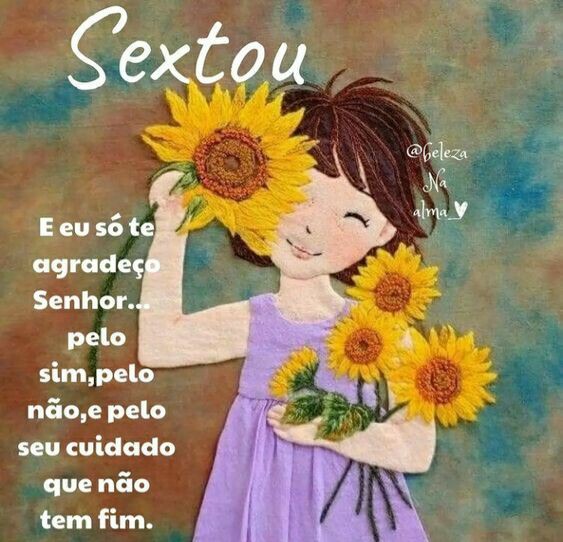 Sextou
@beleza
Na
alma_
E eu só te
agradeço
Senhor...
pelo
sim,pelo
não,e pelo
seu cuidado
que não
tem fim.